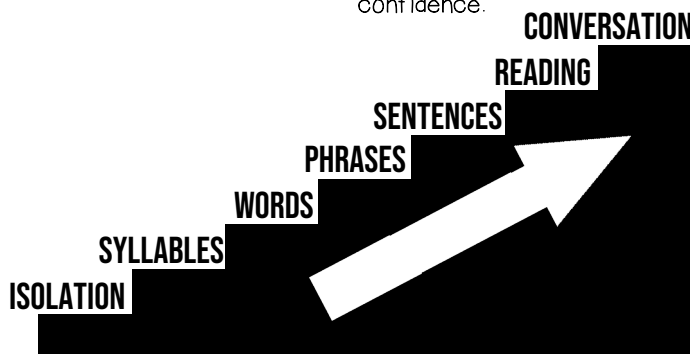 confidence.
CONVERSATION
READING
SENTENCES
PHRASES
WORDS
SYLLABLES
ISOLATION